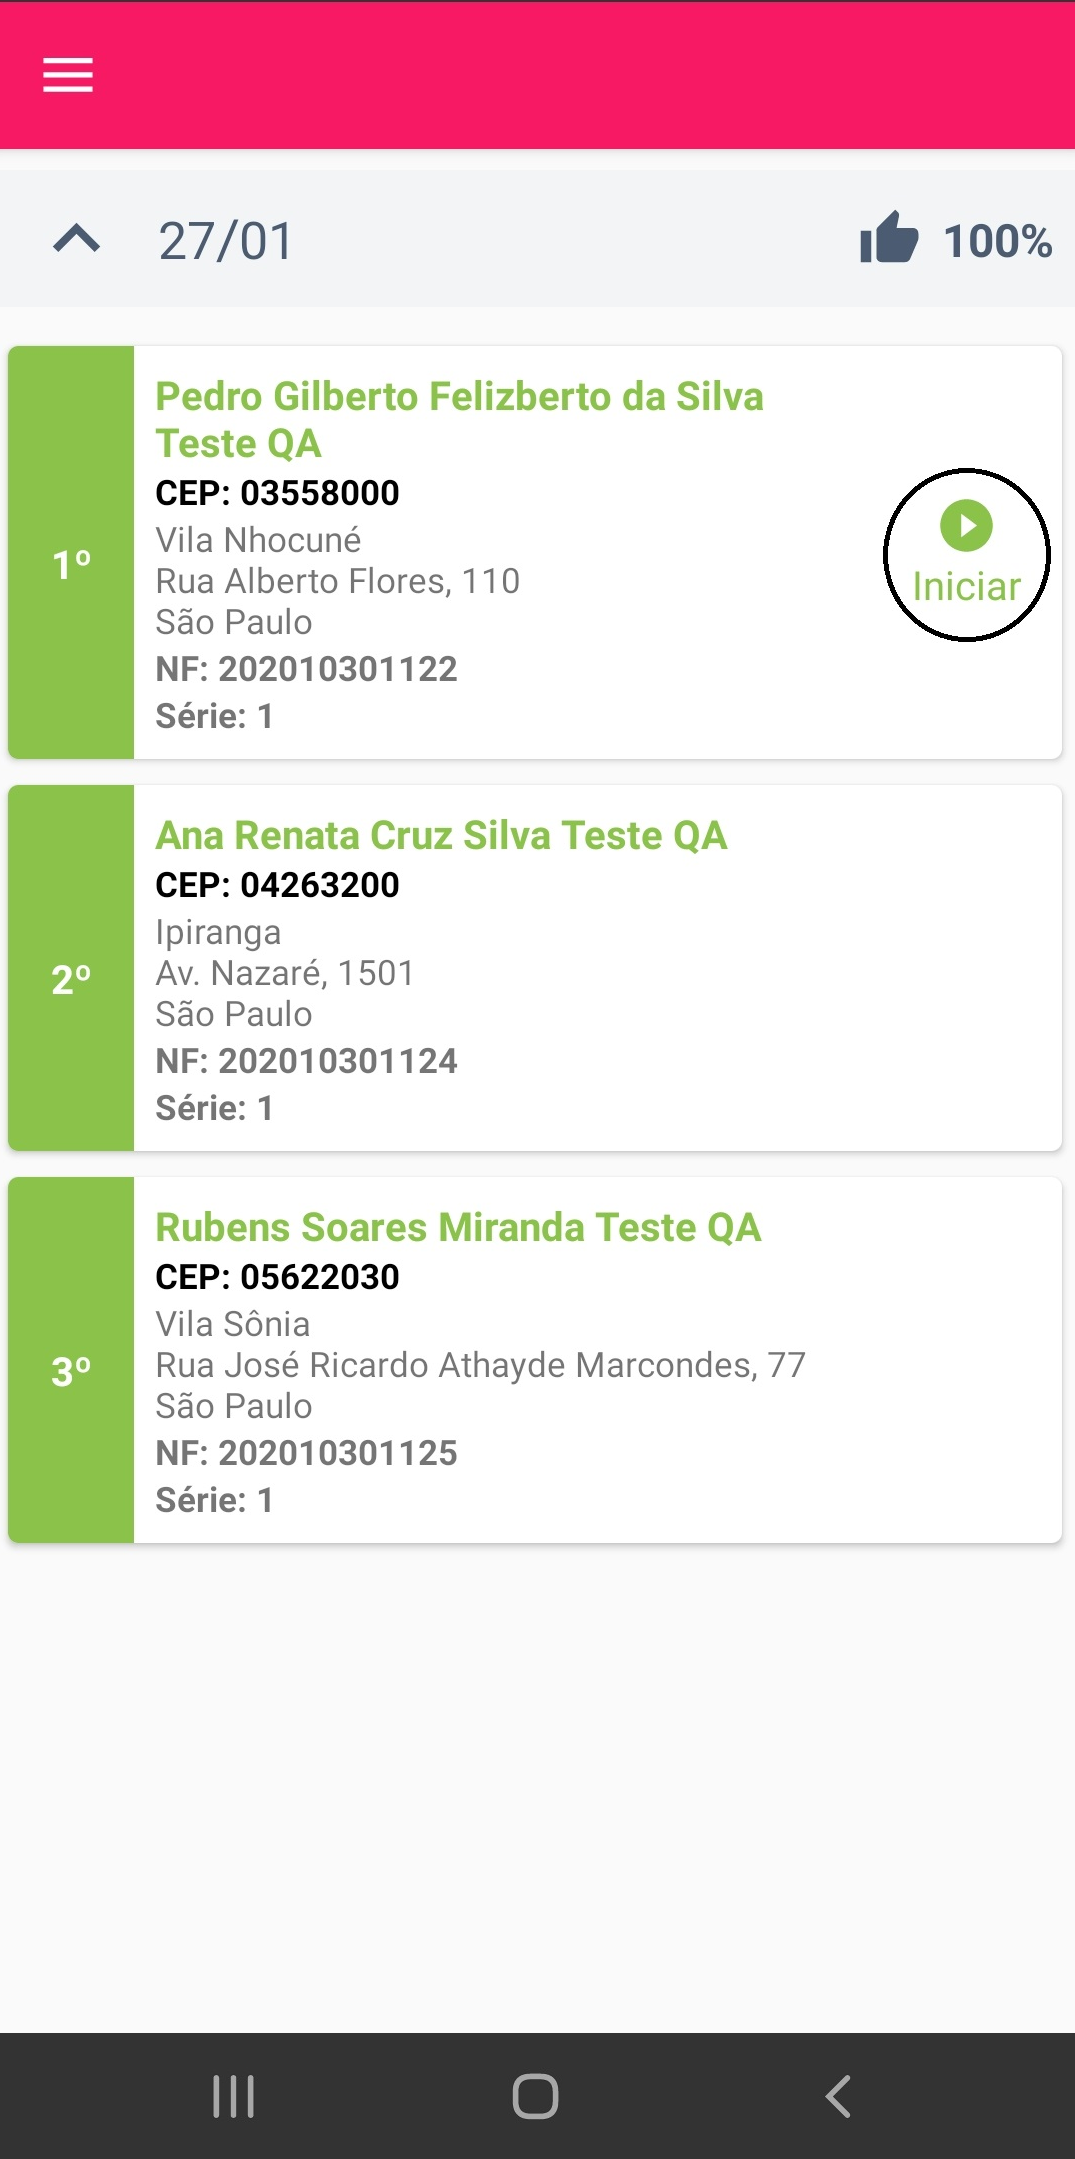 27/01
100%
Pedro Gilberto Felizberto da Silva
Teste QA
CEP: 03558000
Vila Nhocuné
1º
Rua Alberto Flores, 110
Iniciar
São Paulo
NF: 202010301122
Série: 1
Ana Renata Cruz Silva Teste QA
CEP: 04263200
Ipiranga
2º
Av. Nazaré, 1501
São Paulo
NF: 202010301124
Série: 1
Rubens Soares Miranda Teste QA
CEP: 05622030
Vila Sônia
3º
Rua José Ricardo Athayde Marcondes, 77
São Paulo
NF: 202010301125
Série: 1